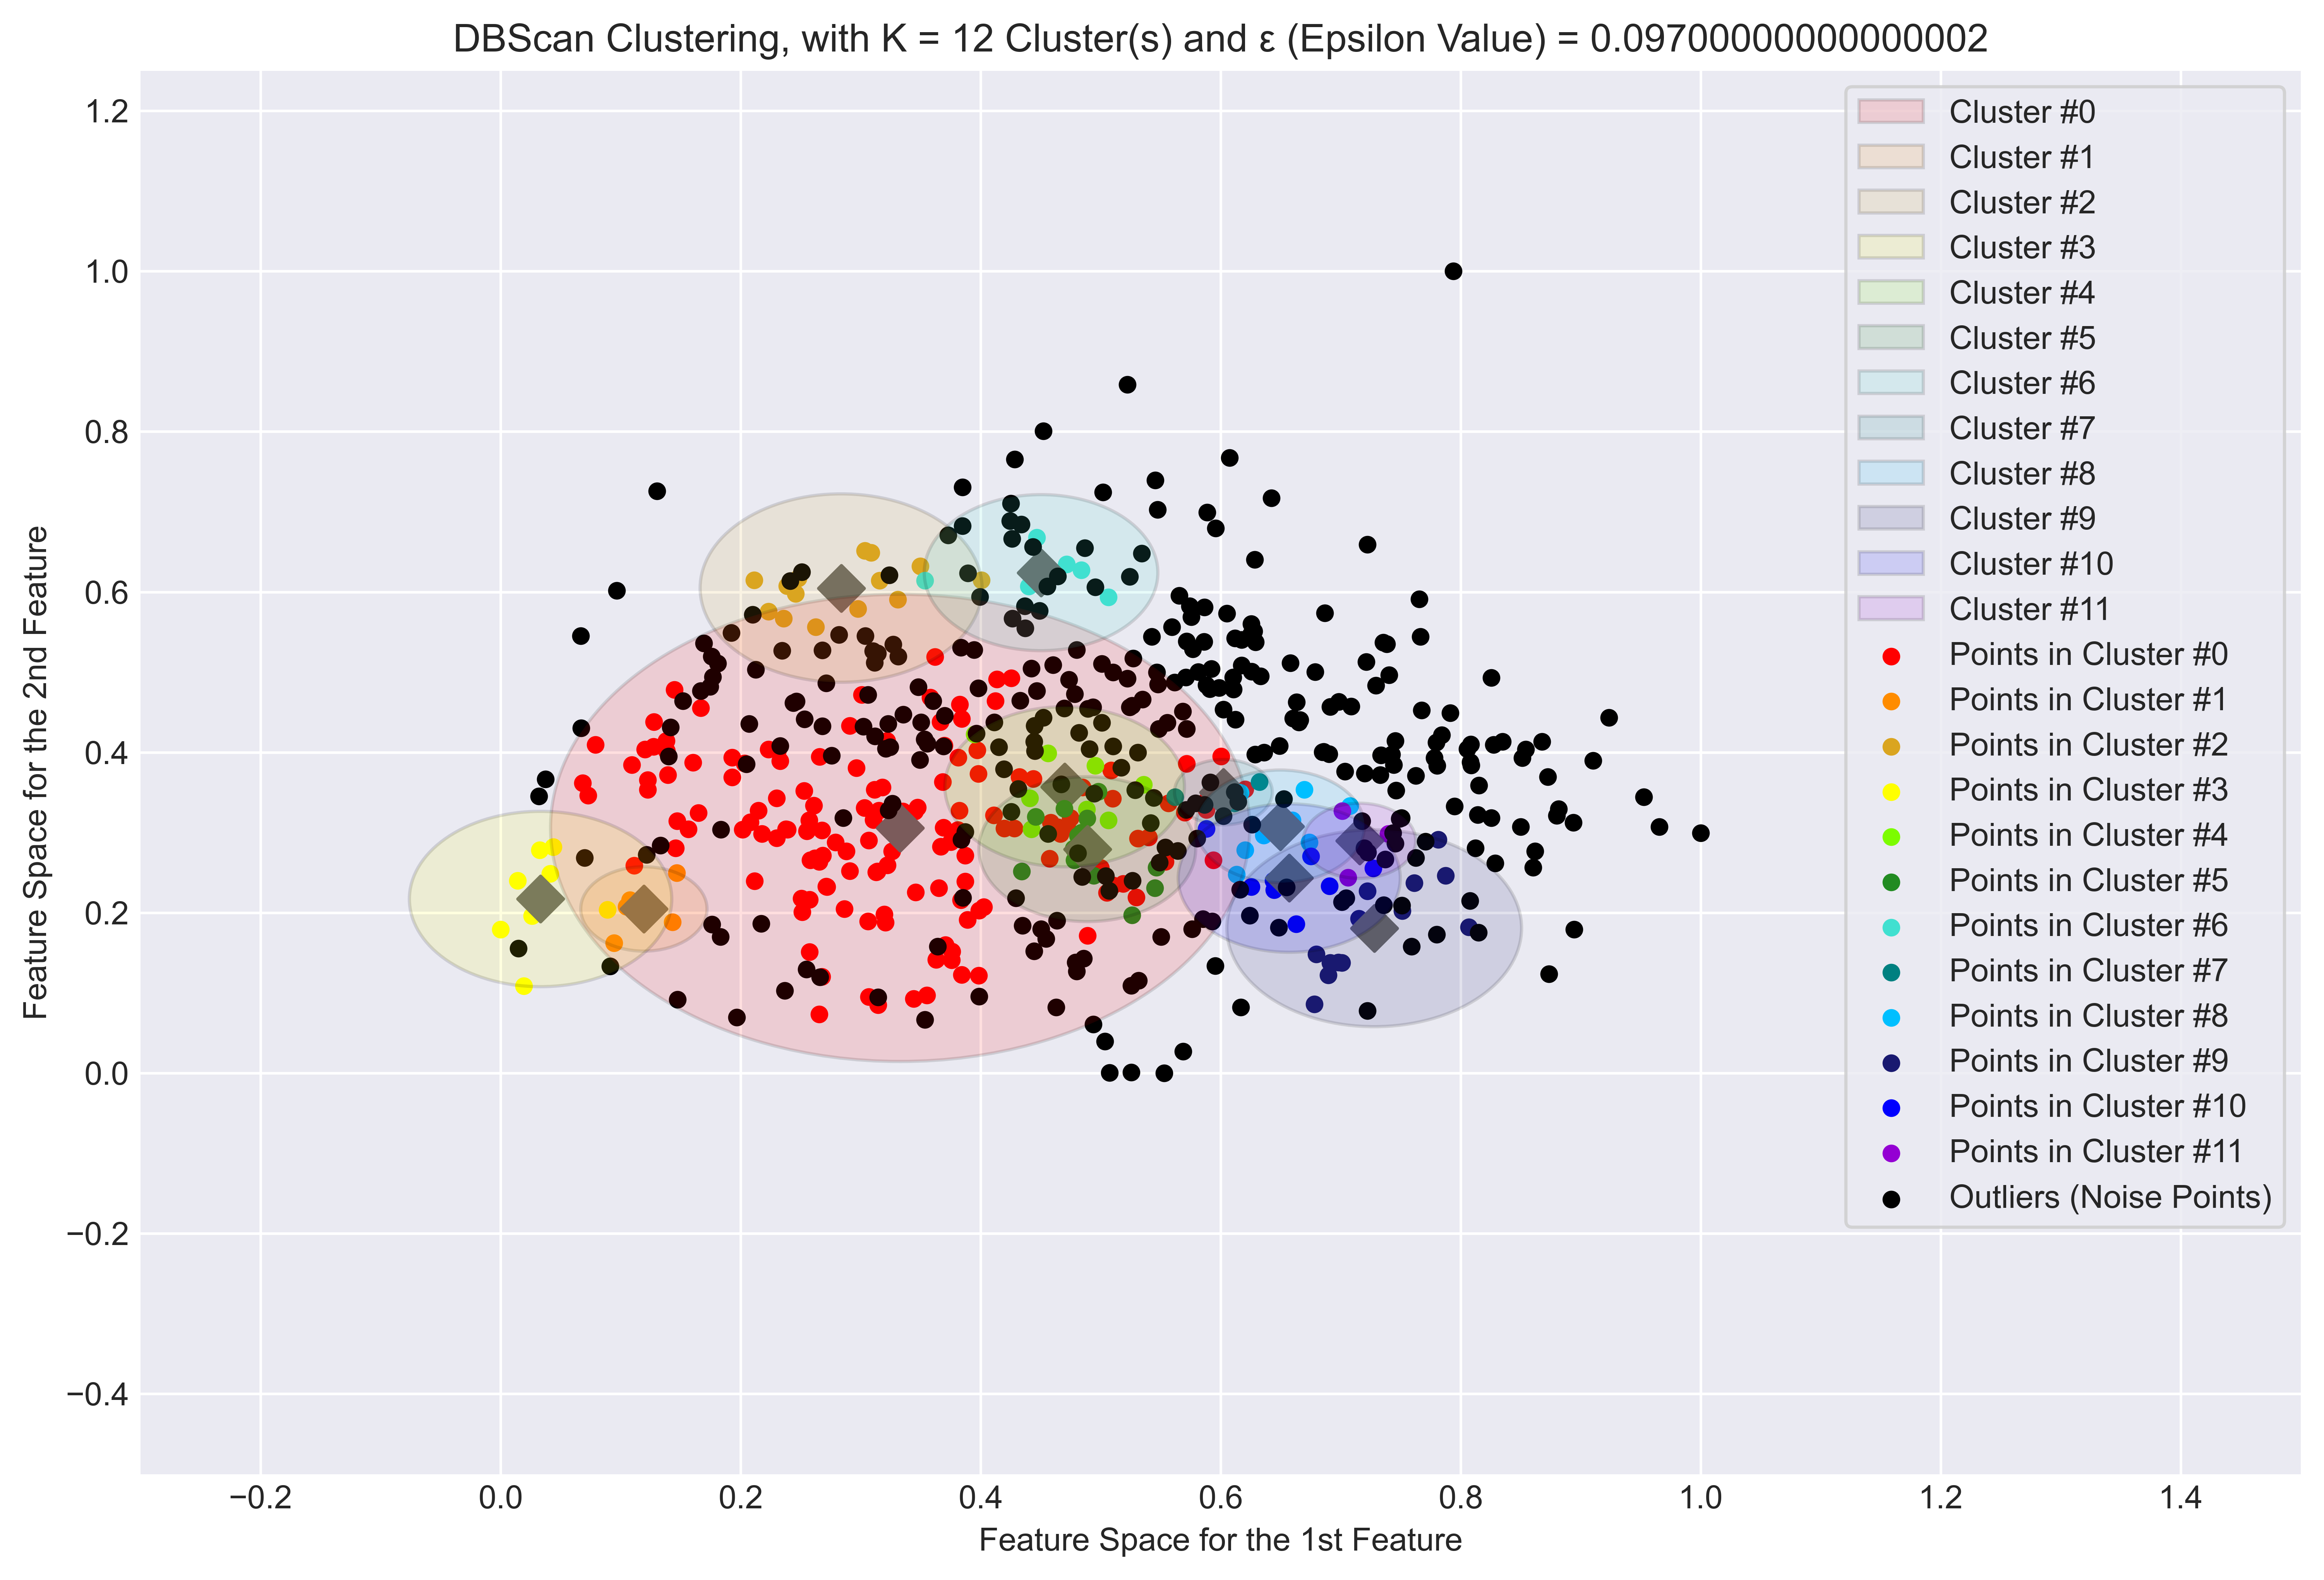 DBScan Clustering, with K = 12 Cluster(s) and ε (Epsilon Value) = 0.09700000000000002
Feature Space for the 2nd Feature
1.2
1.0
0.8
0.6
0.4
0.2
0.0
−0.2
−0.4
Cluster #0
Cluster #1
Cluster #2
Cluster #3
Cluster #4
Cluster #5
Cluster #6
Cluster #7
Cluster #8
Cluster #9
Cluster #10
Cluster #11
Points in Cluster #0
Points in Cluster #1
Points in Cluster #2
Points in Cluster #3
Points in Cluster #4
Points in Cluster #5
Points in Cluster #6
Points in Cluster #7
Points in Cluster #8
Points in Cluster #9
Points in Cluster #10
Points in Cluster #11
Outliers (Noise Points)
−0.2 0.0 0.2 0.4 0.6 0.8 1.0 1.2 1.4
Feature Space for the 1st Feature